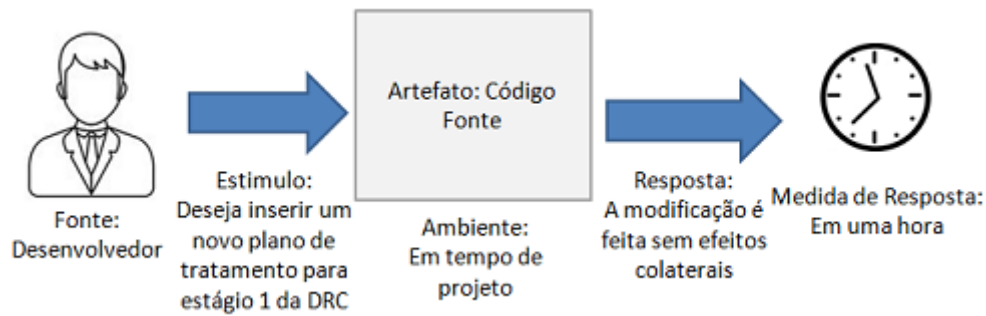 Fonte:
Desenvolvedor
Estimulo:
Deseja inserir um
novo plano de
tratamento para
estágio 1 da DRC
Artefato: Código
Fonte
Ambiente:
Em tempo de
projeto
Resposta:
A modificação é
feita sem efeitos
colaterais
Medida de Resposta:
Em uma hora